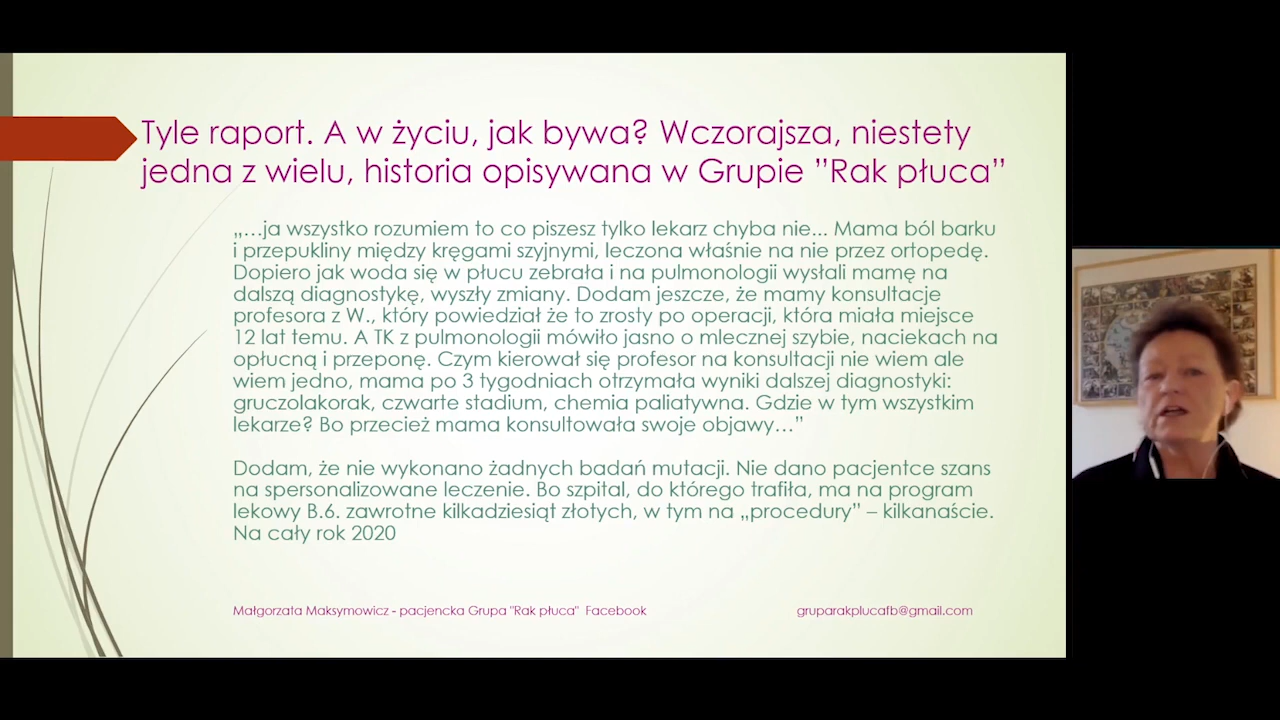 Tyle raport. A w życiu, jak bywa? Wczorajsza, niestety
jedna z wielu, historia opisywana w Grupie ”Rak płuca”
„…ja wszystko rozumiem to co piszesz tylko lekarz chyba nie... Mama ból barku
i przepukliny między kręgami szyjnymi, leczona właśnie na nie przez ortopedę.
Dopiero jak woda się w płucu zebrała i na pulmonologii wysłali mamę na
dalszą diagnostykę, wyszły zmiany. Dodam jeszcze, że mamy konsultacje
profesora z W., który powiedział że to zrosty po operacji, która miała miejsce
12 lat temu. A TK z pulmonologii mówiło jasno o mlecznej szybie, naciekach na
opłucną i przeponę. Czym kierował się profesor na konsultacji nie wiem ale
wiem jedno, mama po 3 tygodniach otrzymała wyniki dalszej diagnostyki:
gruczolakorak, czwarte stadium, chemia paliatywna. Gdzie w tym wszystkim
lekarze? Bo przecież mama konsultowała swoje objawy…”
Dodam, że nie wykonano żadnych badań mutacji. Nie dano pacjentce szans
na spersonalizowane leczenie. Bo szpital, do którego trafiła, ma na program
lekowy B.6. zawrotne kilkadziesiąt złotych, w tym na „procedury” – kilkanaście.
Na cały rok 2020
Małgorzata Maksymowicz - pacjencka Grupa "Rak płuca" Facebook
gruparakplucafb@gmail.com